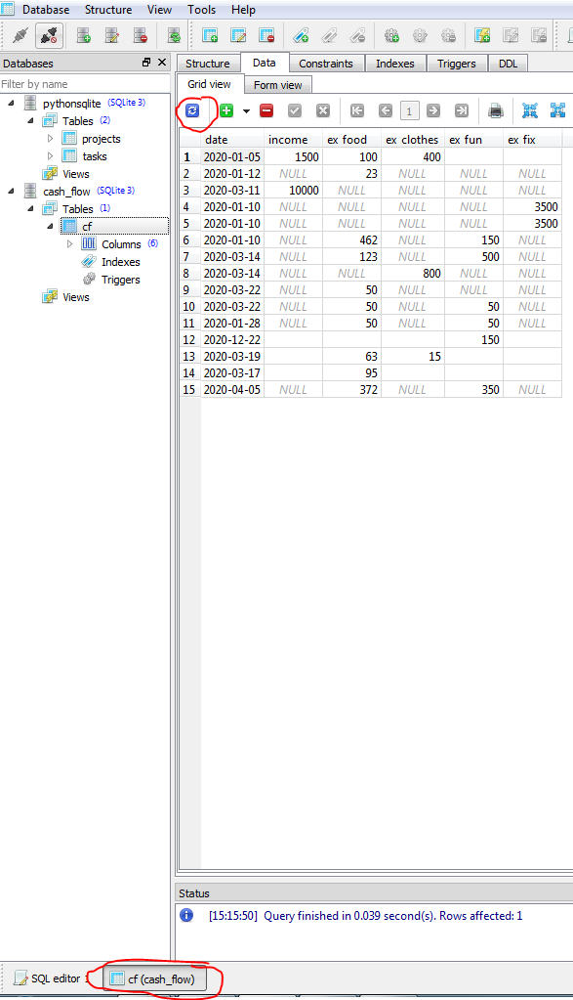 Database Structure View Tools Help
Databases
Filter by name
pythonsqlite (SQLite 3)
Tables (2)
projects
tasks
Views
cash_flow (SQLite 3)
Tables (1)
cf
Columns (6)
Indexes
Triggers
Views
Structure Data Constraints Indexes Triggers DDL
Grid view Form view
1
date income ex food ex clothes ex fun ex fix
1 2020-01-05 1500 100 400
2 2020-01-12 NULL 23 NULL NULL NULL
3 2020-03-11 10000 NULL NULL NULL NULL
4 2020-01-10 NULL NULL NULL NULL 3500
5 2020-01-10 NULL NULL NULL NULL 3500
6 2020-01-10 NULL 462 NULL 150 NULL
7 2020-03-14 NULL 123 NULL 500 NULL
8 2020-03-14 NULL NULL 800 NULL NULL
9 2020-03-22 NULL 50 NULL NULL NULL
10 2020-03-22 NULL 50 NULL 50 NULL
11 2020-01-28 NULL 50 NULL 50 NULL
12 2020-12-22 150
13 2020-03-19 63 15
14 2020-03-17 95
15 2020-04-05 NULL 372 NULL 350 NULL
Status
[15:15:50] Query finished in 0.039 second(s). Rows affected: 1
SQL editor 1
cf (cash_flow)